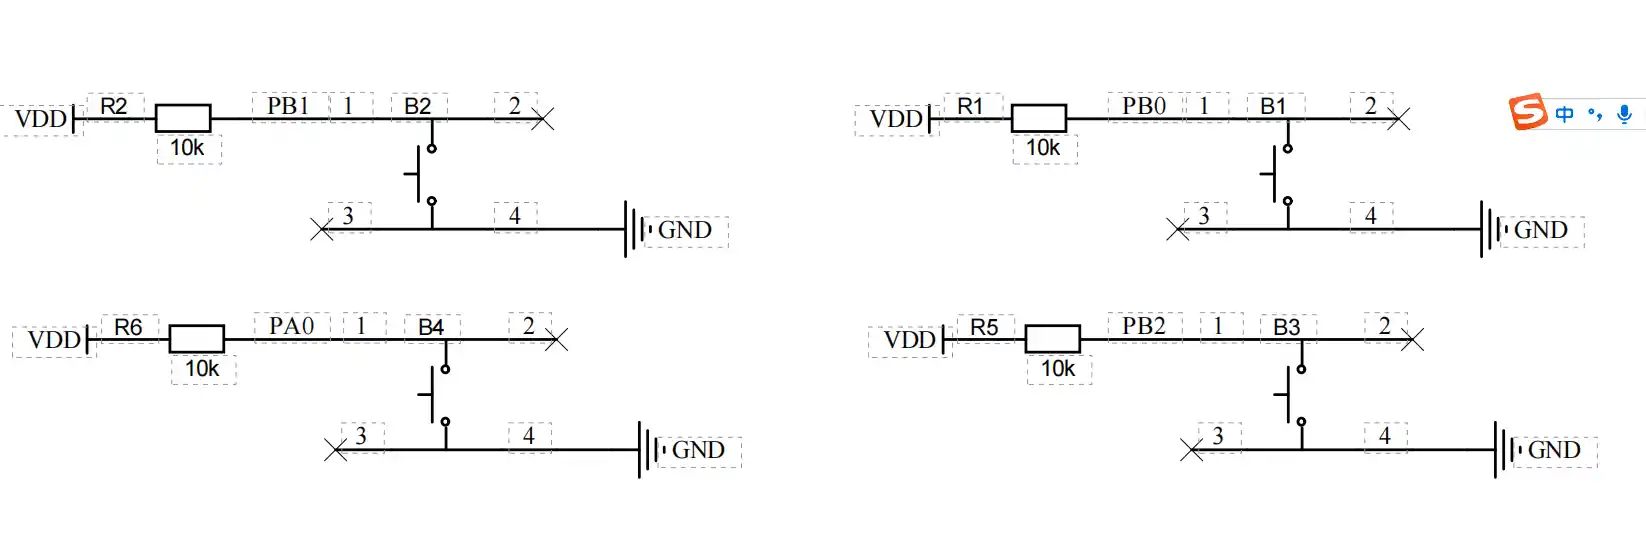 VDD R2 PB1 1 B2 2
10k
3 4 GND
VDD R1 PB0 1 B1 2
10k
3 4 GND
VDD R6 PA0 1 B4 2
10k
3 4 GND
VDD R5 PB2 1 B3 2
10k
3 4 GND
S 中 °,